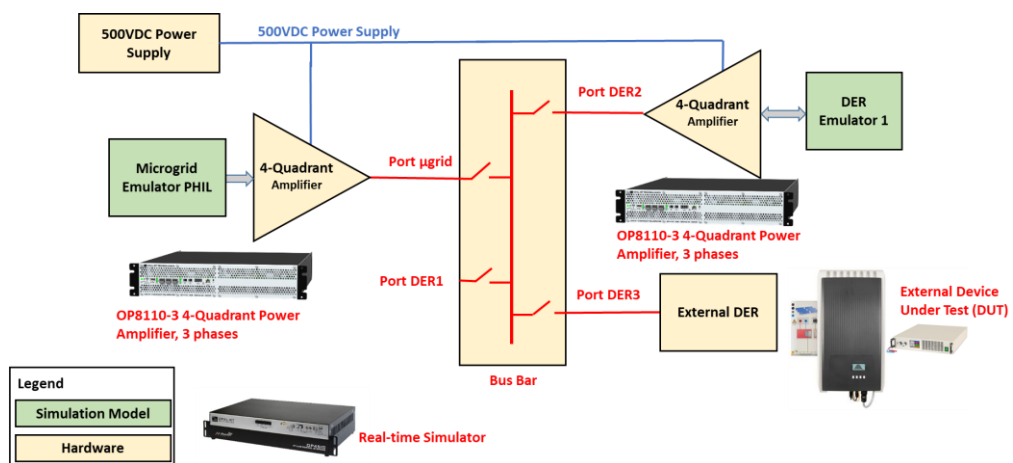 500VDC Power
Supply
500VDC Power Supply
Port DER2
4-Quadrant
Amplifier
DER
Emulator 1
Microgrid
Emulator PHIL
4-Quadrant
Amplifier
Port µgrid
OP8110-3 4-Quadrant Power
Amplifier, 3 phases
Port DER1
Port DER3
External DER
External Device
Under Test (DUT)
OP8110-3 4-Quadrant Power
Amplifier, 3 phases
Bus Bar
Legend
Simulation Model
Hardware
Real-time Simulator